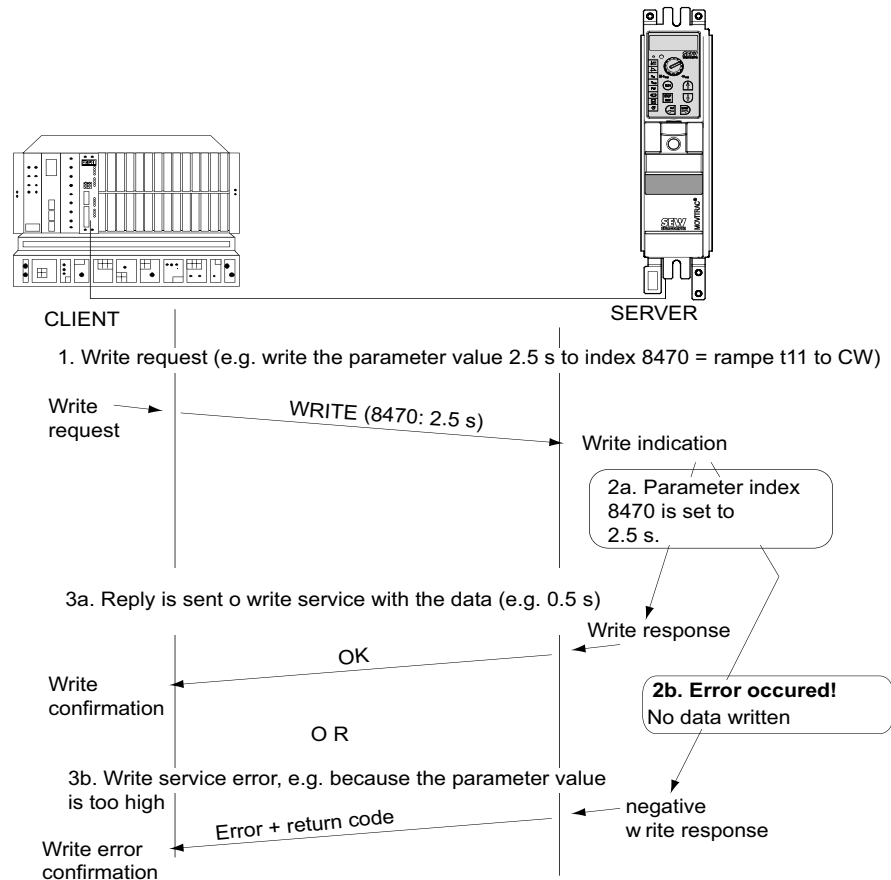 SEW
MOVITRAC®
CLIENT
SERVER
1. Write request (e.g. write the parameter value 2.5 s to index 8470 = rampe t11 to CW)
Write
request
WRITE (8470: 2.5 s)
Write indication
2a. Parameter index
8470 is set to
2.5 s.
3a. Reply is sent o write service with the data (e.g. 0.5 s)
Write response
OK
Write
confirmation
2b. Error occured!
No data written
O R
3b. Write service error, e.g. because the parameter value
is too high
negative
w rite response
Error + return code
Write error
confirmation